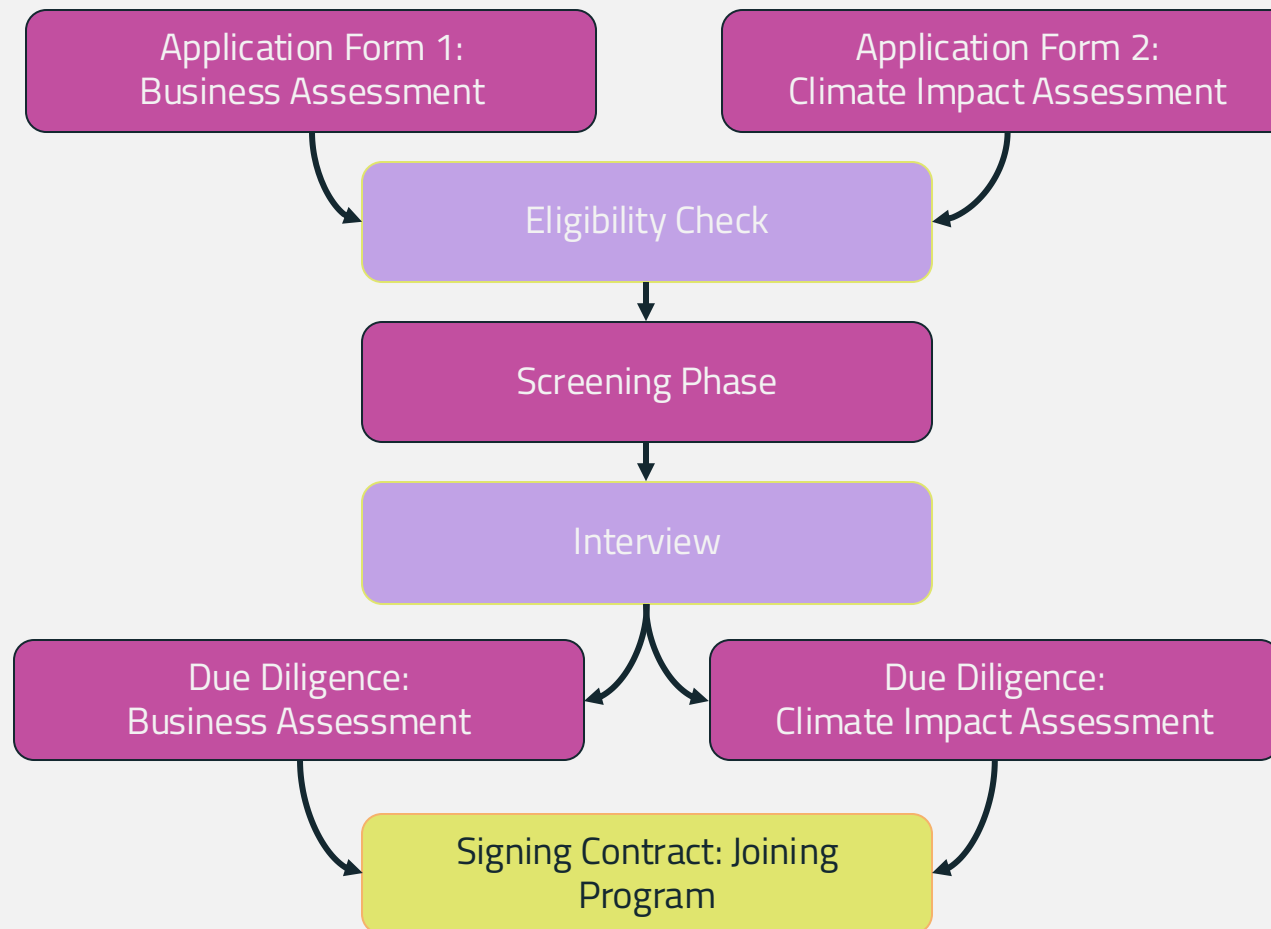 Application Form 1:
Business Assessment
Application Form 2:
Climate Impact Assessment
Eligibility Check
Screening Phase
Interview
Due Diligence:
Business Assessment
Due Diligence:
Climate Impact Assessment
Signing Contract: Joining
Program